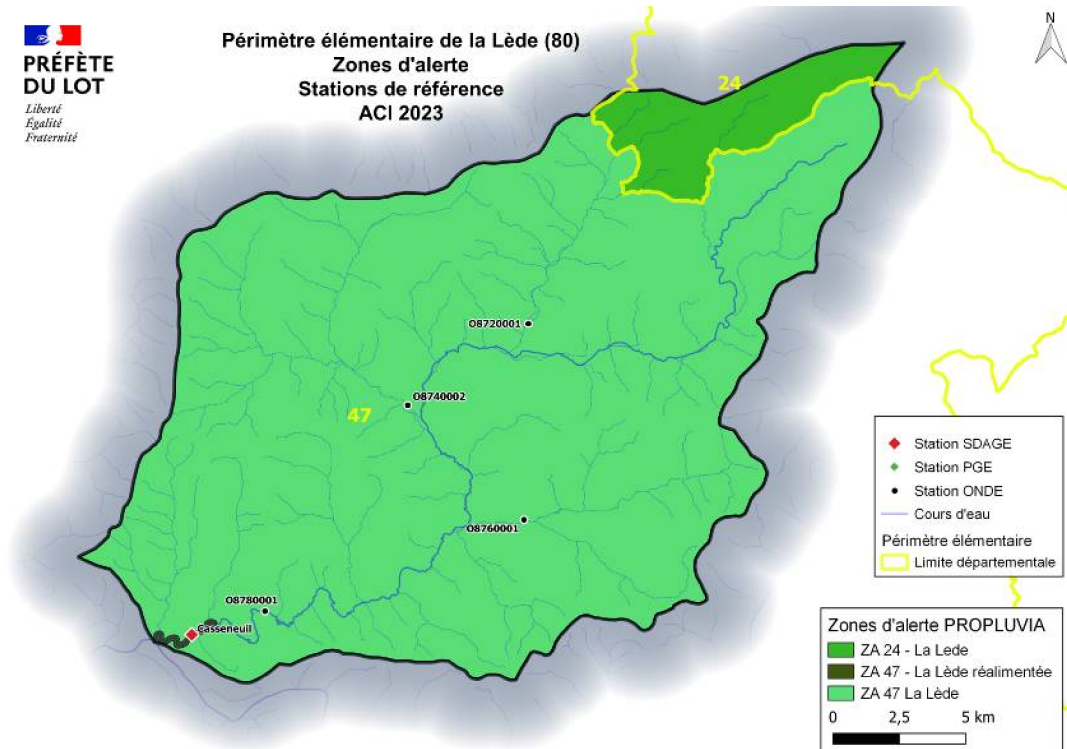 PRÉFÈTE
DU LOT
Liberté
Égalité
Fraternité
Périmètre élémentaire de la Lède (80)
Zones d'alerte
Stations de référence
ACI 2023
N
24
O8720001
O8740002
47
O8760001
O8780001
Casseneuil
Station SDAGE
Station PGE
Station ONDE
Cours d'eau
Périmètre élémentaire
Limite départementale
Zones d'alerte PROPLUVIA
ZA 24 - La Lede
ZA 47 - La Lède réalimentée
ZA 47 La Lède
0 2,5 5 km